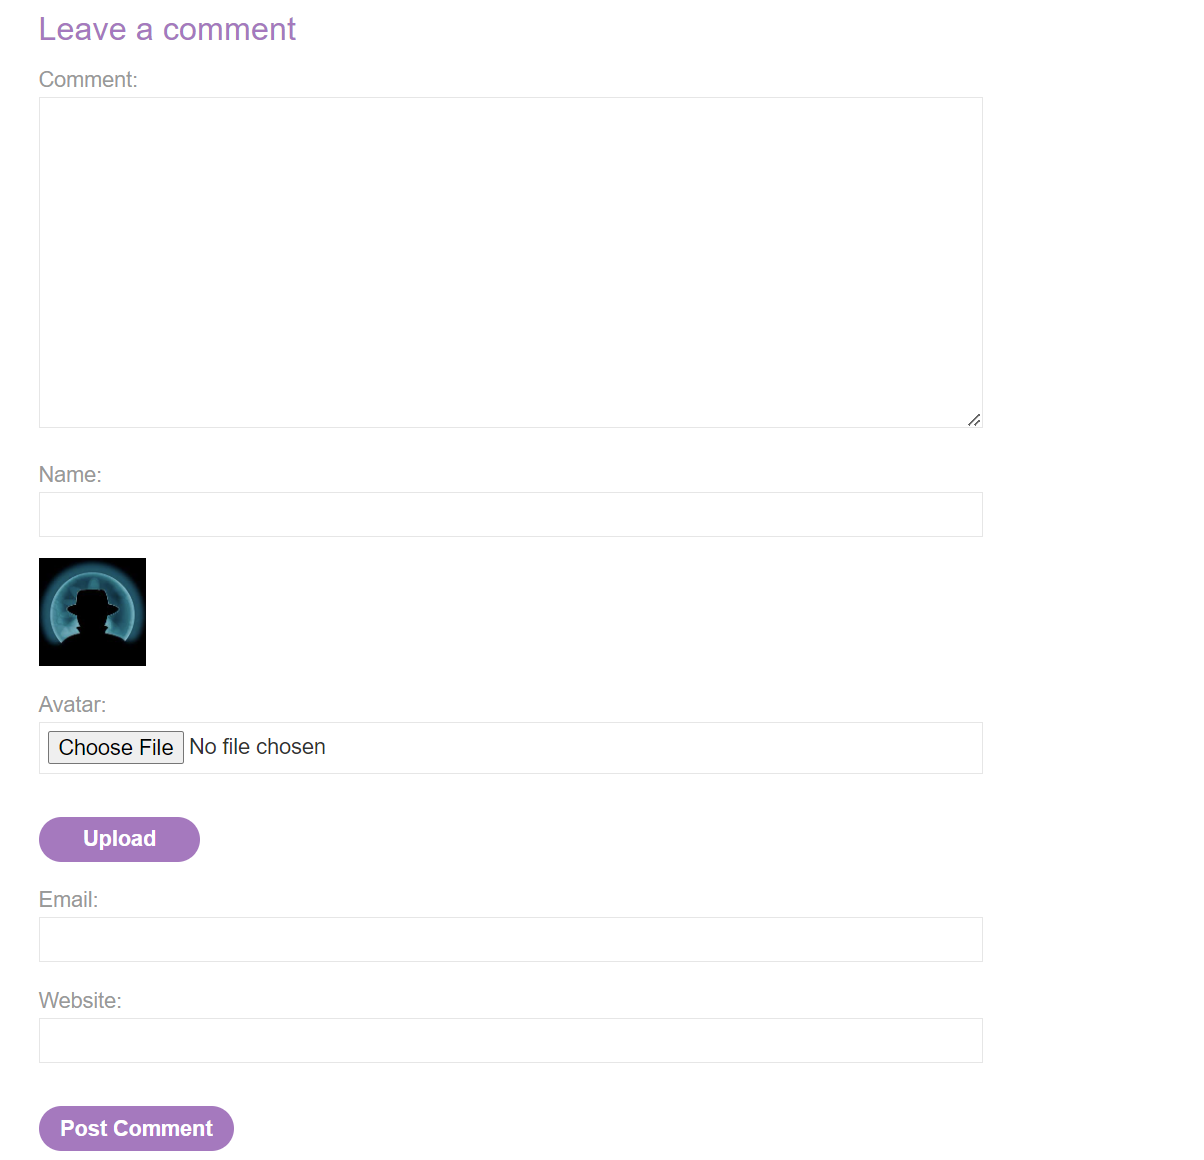 Leave a comment
Comment:
Name:
Avatar:
Choose File No file chosen
Upload
Email:
Website:
Post Comment